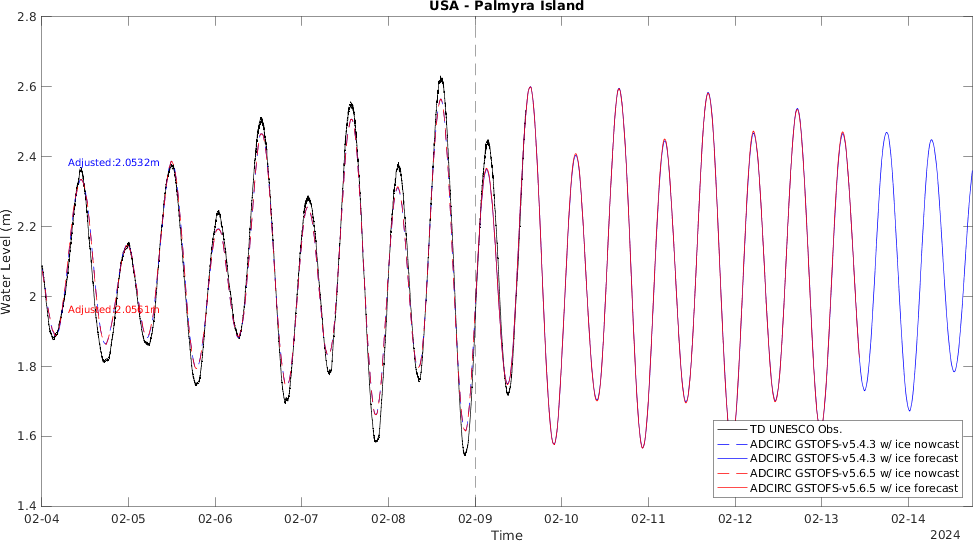 USA - Palmyra Island
2.8
2.6
2.4
2.2
2
1.8
1.6
1.4
Water Level (m)
Adjusted:2.0532m
Adjusted:2.0561m
TD UNESCO Obs.
ADCIRC GSTOFS-v5.4.3 w/ ice nowcast
ADCIRC GSTOFS-v5.4.3 w/ ice forecast
ADCIRC GSTOFS-v5.6.5 w/ ice nowcast
ADCIRC GSTOFS-v5.6.5 w/ ice forecast
02-04 02-05 02-06 02-07 02-08 02-09 02-10 02-11 02-12 02-13 02-14
Time
2024